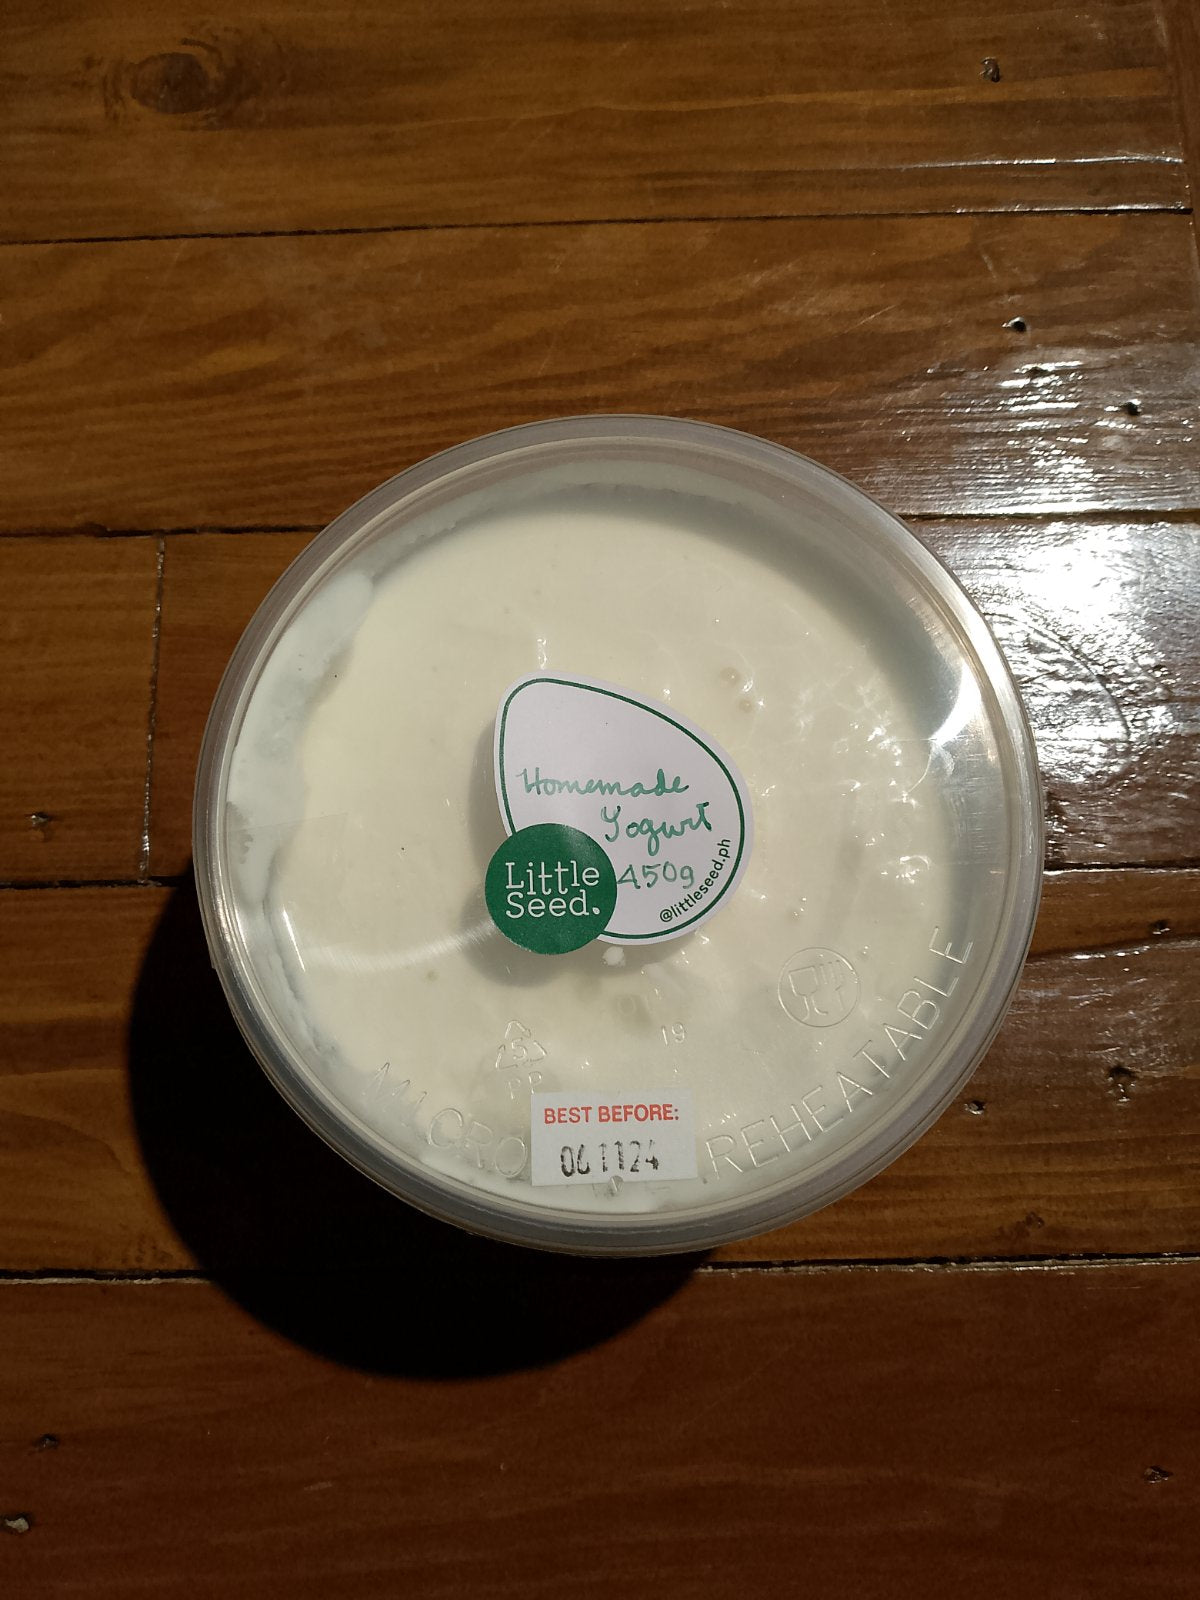 Homemade
Yogurt
450g
@littleseed.ph
Little
Seed.
19
5
PP
MICRO
REHEATABLE
BEST BEFORE:
061124